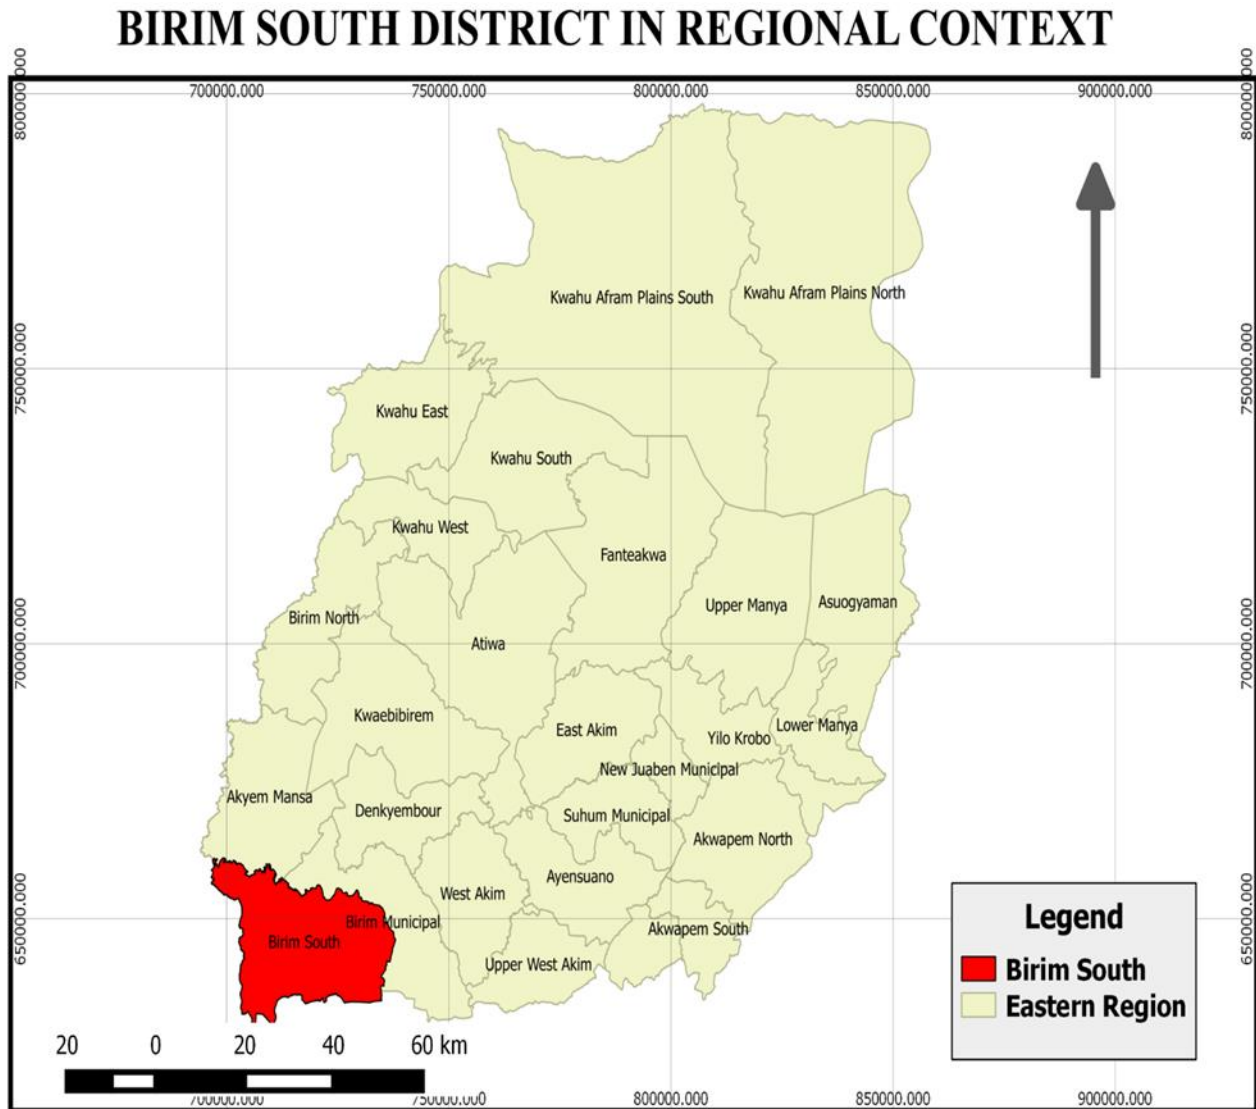 BIRIM SOUTH DISTRICT IN REGIONAL CONTEXT
700000.000 750000.000 800000.000 850000.000 900000.000
800000.000 800000.000
Kwahu Afram Plains South Kwahu Afram Plains North
750000.000 750000.000
Kwahu East
Kwahu South
Kwahu West
Fanteakwa
Birim North
Upper Manya
Asuogyaman
Atiwa
700000.000 700000.000
Kwaebibirem
East Akim
Yilo Krobo
Lower Manya
New Juaben Municipal
Akyem Mansa
Denkyembour
Suhum Municipal
Akwapem North
Ayensuano
West Akim
650000.000 650000.000
Birim Municipal
Birim South
Akwapem South
Upper West Akim
Legend
Birim South
Eastern Region
20 0 20 40 60 km
700000.000 750000.000 800000.000 850000.000 900000.000